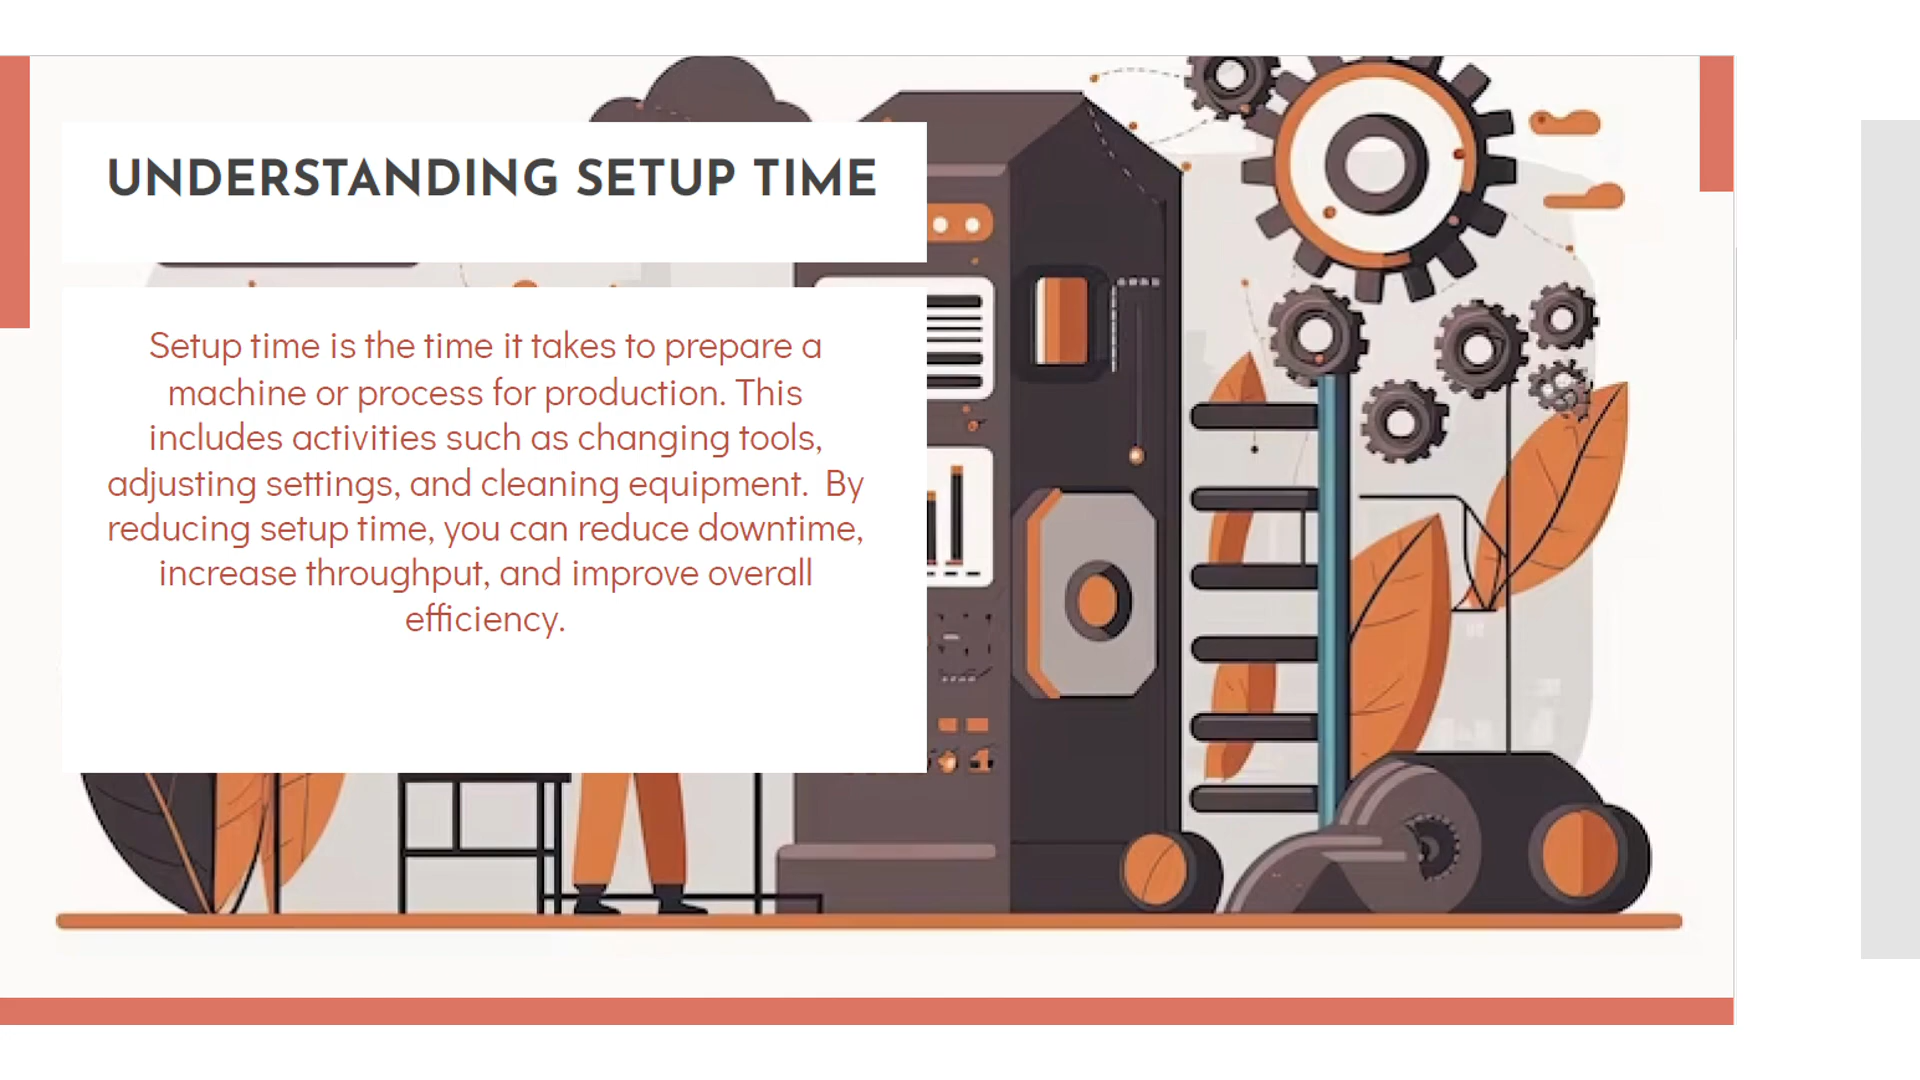 UNDERSTANDING SETUP TIME
Setup time is the time it takes to prepare a
machine or process for production. This
includes activities such as changing tools,
adjusting settings, and cleaning equipment.  By
reducing setup time, you can reduce downtime,
increase throughput, and improve overall
efficiency.